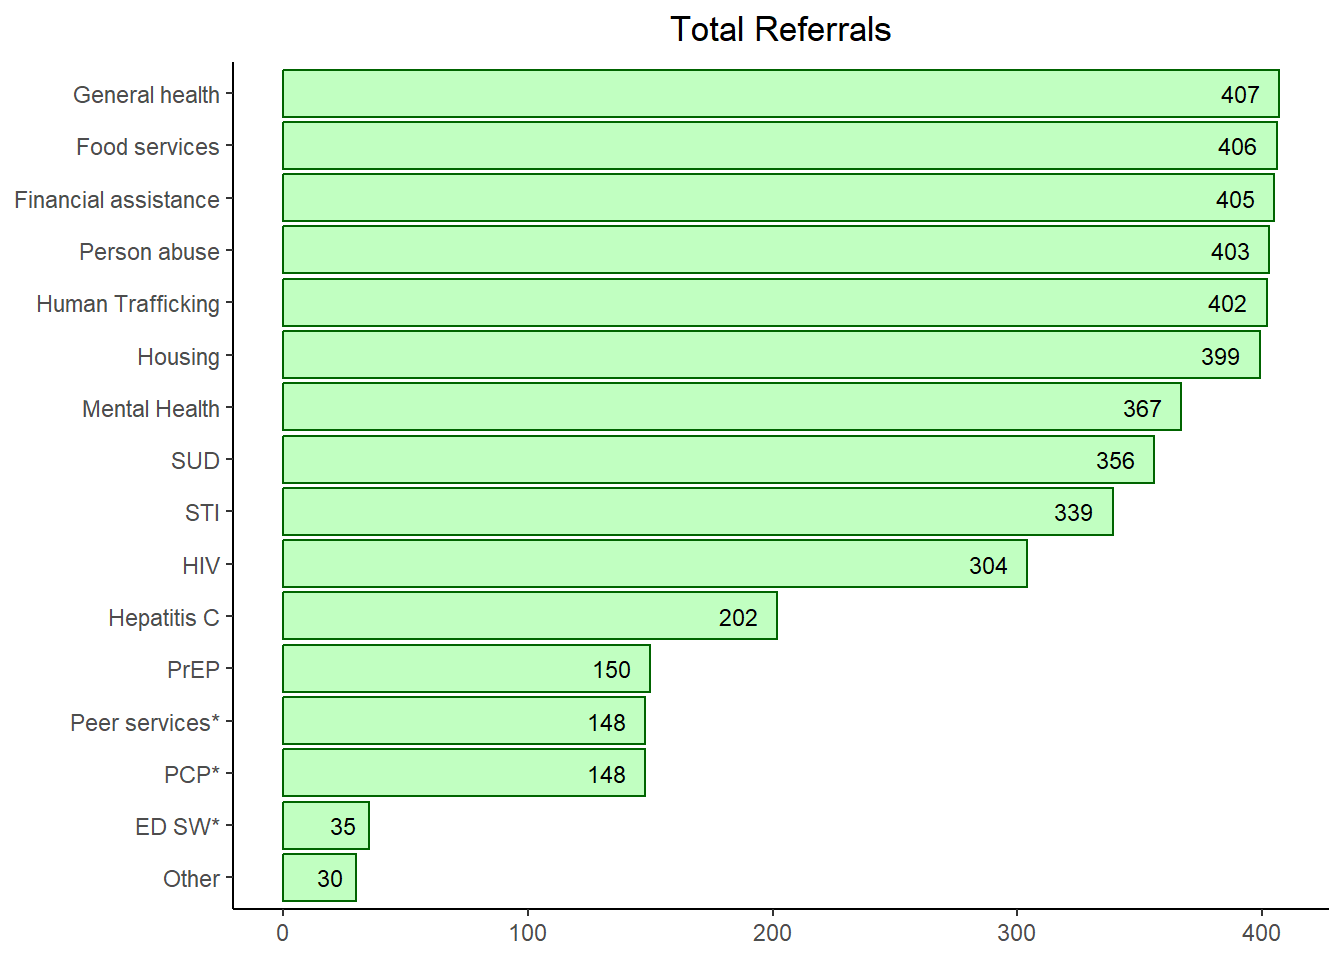 Total Referrals
General health 407
Food services 406
Financial assistance 405
Person abuse 403
Human Trafficking 402
Housing 399
Mental Health 367
SUD 356
STI 339
HIV 304
Hepatitis C 202
PrEP 150
Peer services* 148
PCP* 148
ED SW* 35
Other 30
0 100 200 300 400